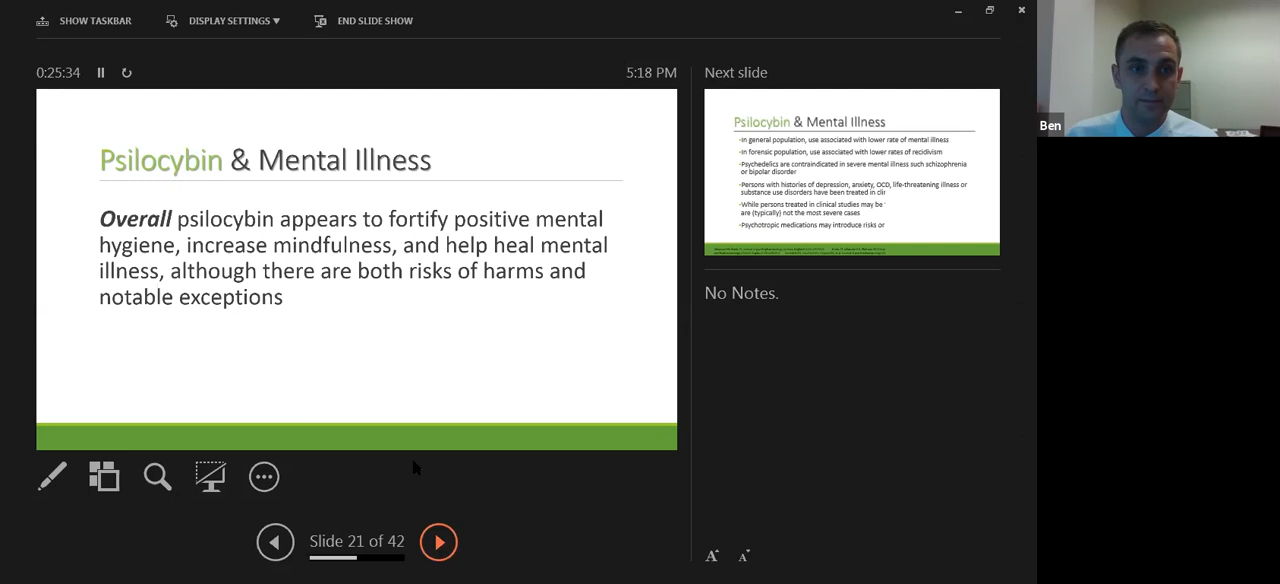 SHOW TASKBAR
DISPLAY SETTINGS ▼
END SLIDE SHOW
0:25:34
5:18 PM
Psilocybin & Mental Illness
Overall psilocybin appears to fortify positive mental
hygiene, increase mindfulness, and help heal mental
illness, although there are both risks of harms and
notable exceptions
Slide 21 of 42
Next slide
Psilocybin & Mental Illness
•In general population, use associated with lower rate of mental illness
•In forensic population, use associated with lower rates of recidivism
•Psychedelics are contraindicated in severe mental illness such schizophrenia
or bipolar disorder
•Persons with histories of depression, anxiety, OCD, life-threatening illness or
substance use disorders have been treated in clin
•While persons treated in clinical studies may be
are (typically) not the most severe cases
•Psychotropic medications may introduce risks or
No Notes.
A A
Ben